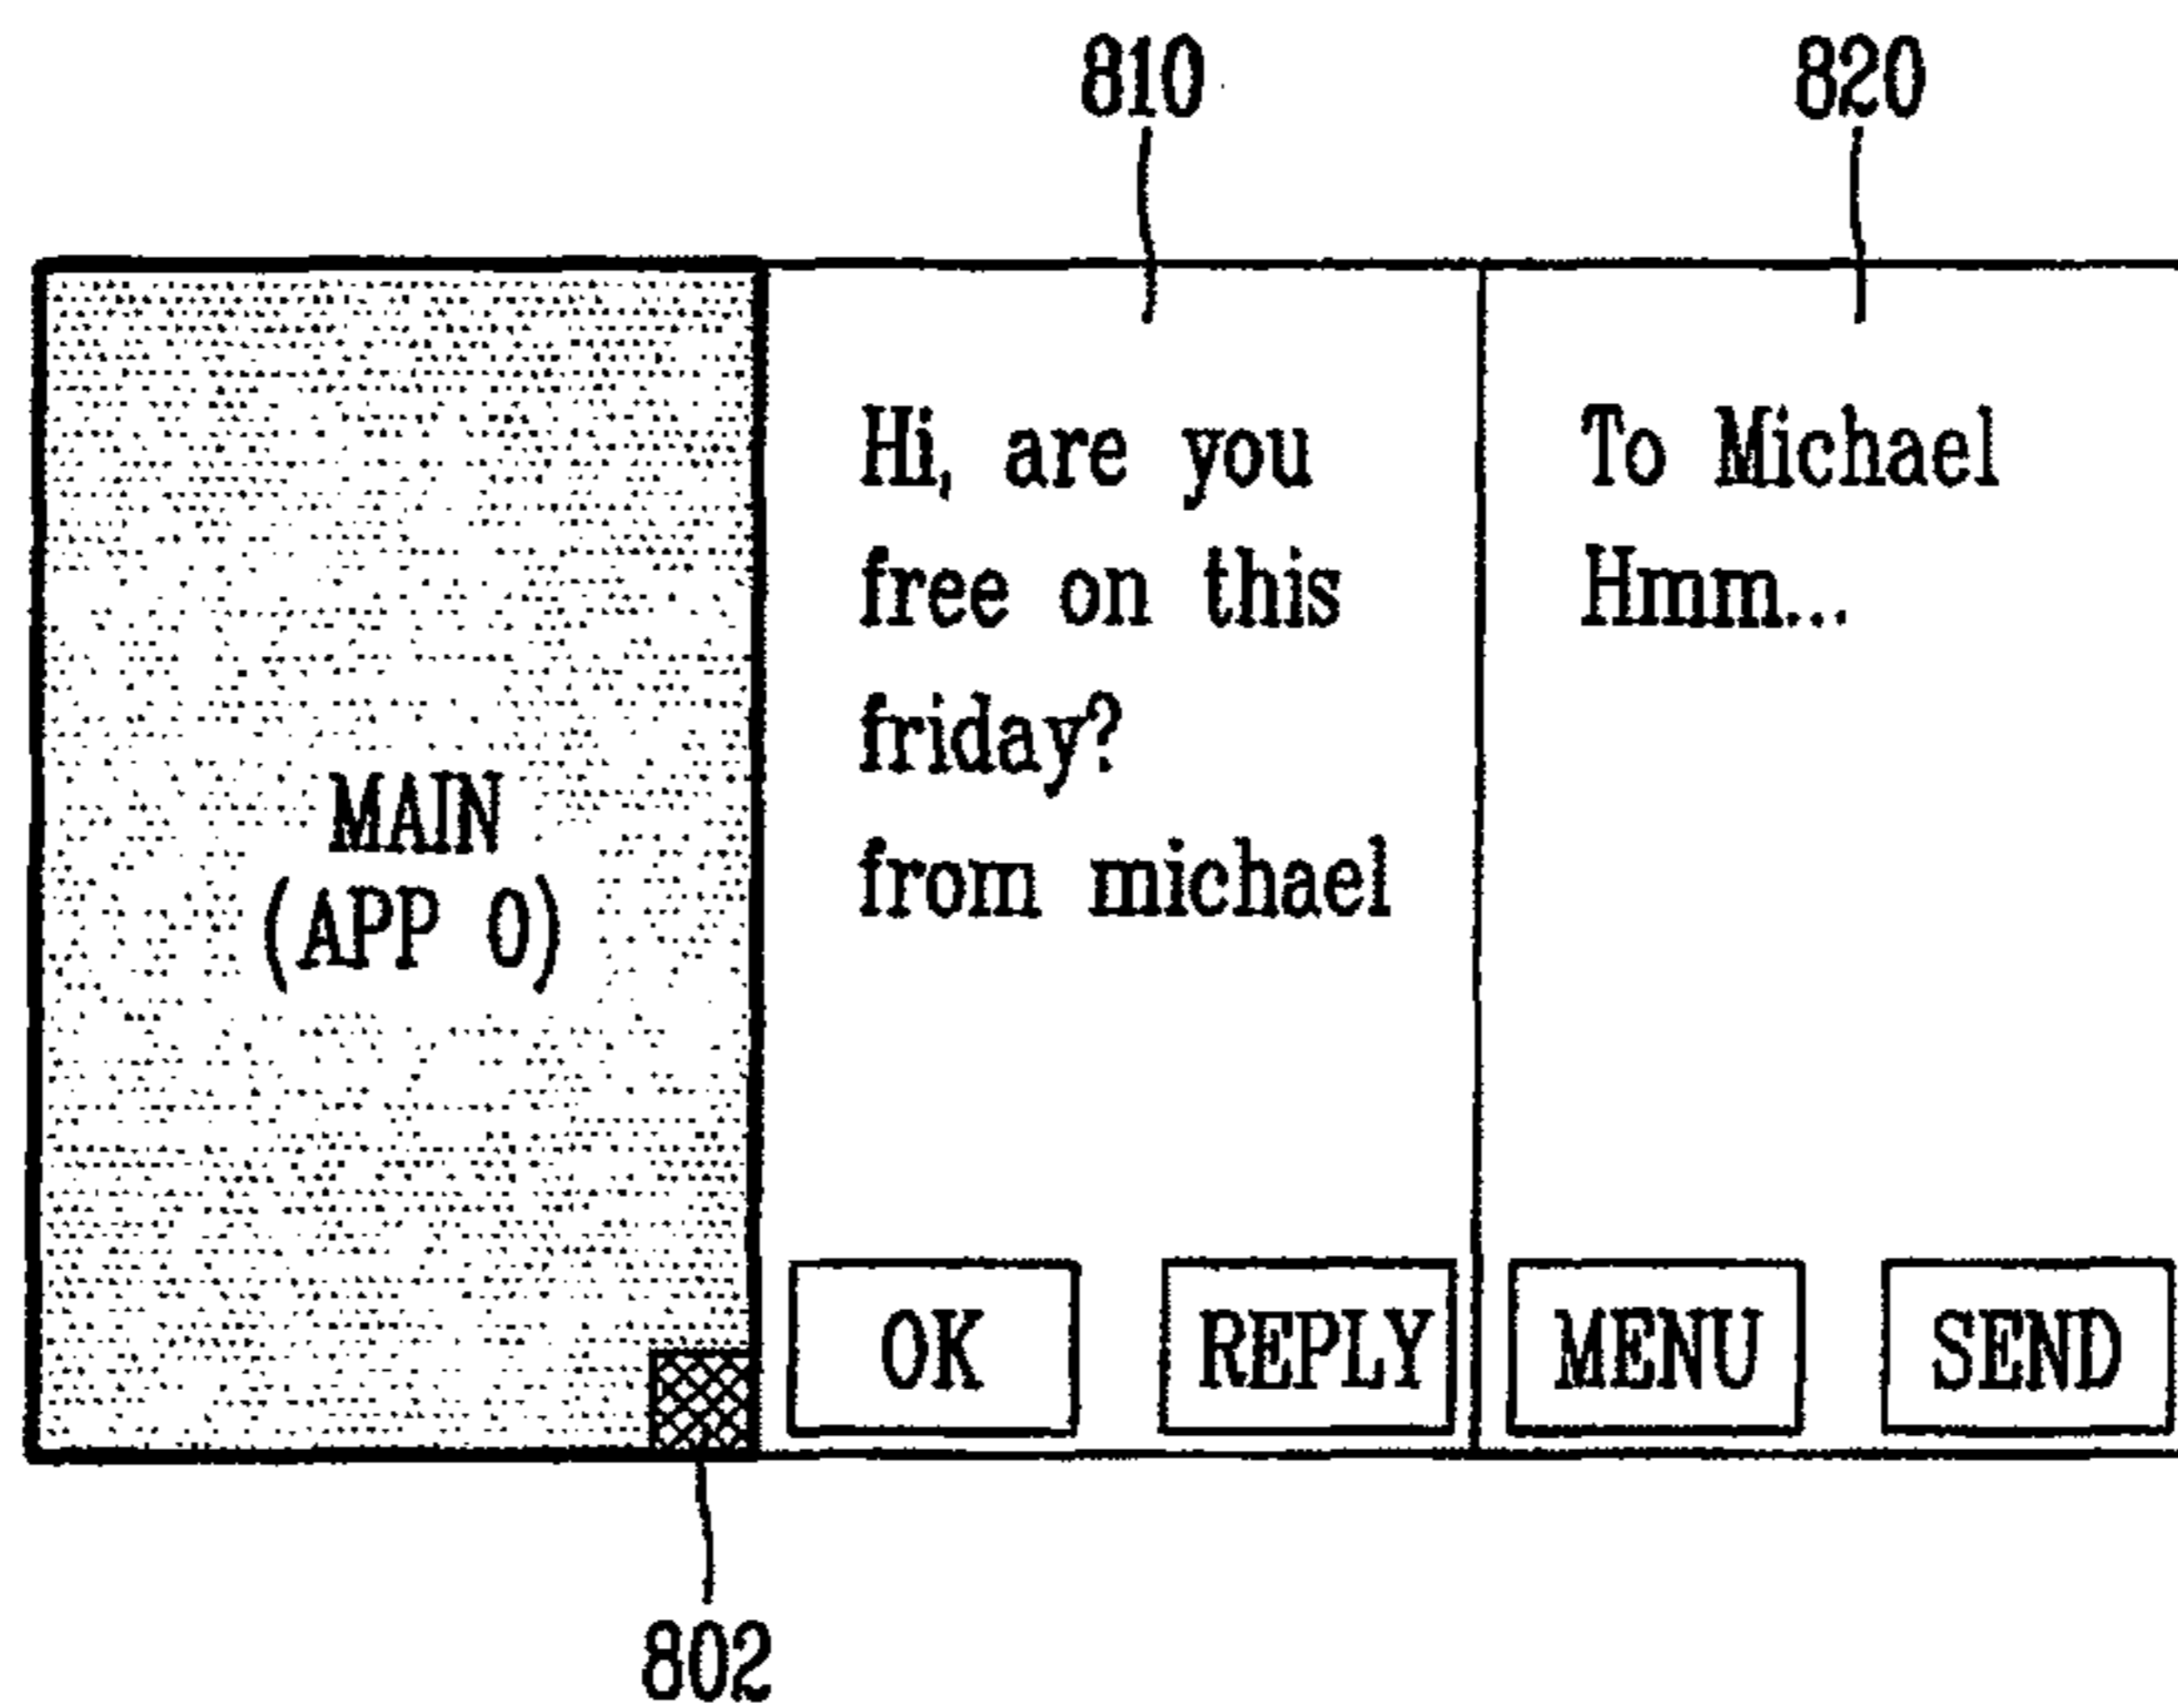 810
820
MAIN
(APP 0)
Hi, are you
free on this
friday?
from michael
OK
REPLY
To Michael
Hmm...
MENU
SEND
802